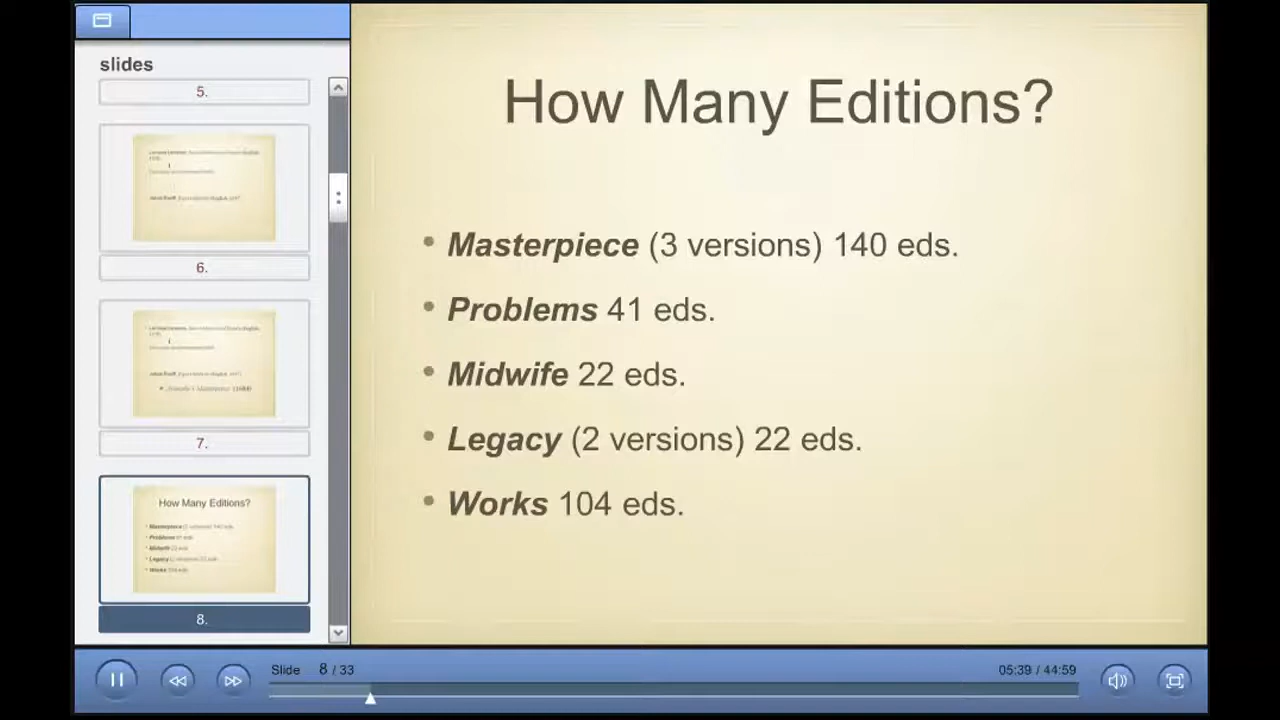 slides
5.
6.
7.
How Many Editions?
8.
How Many Editions?
• Masterpiece (3 versions) 140 eds.
• Problems 41 eds.
• Midwife 22 eds.
• Legacy (2 versions) 22 eds.
• Works 104 eds.
Slide 8 / 33
05:39 / 44:59